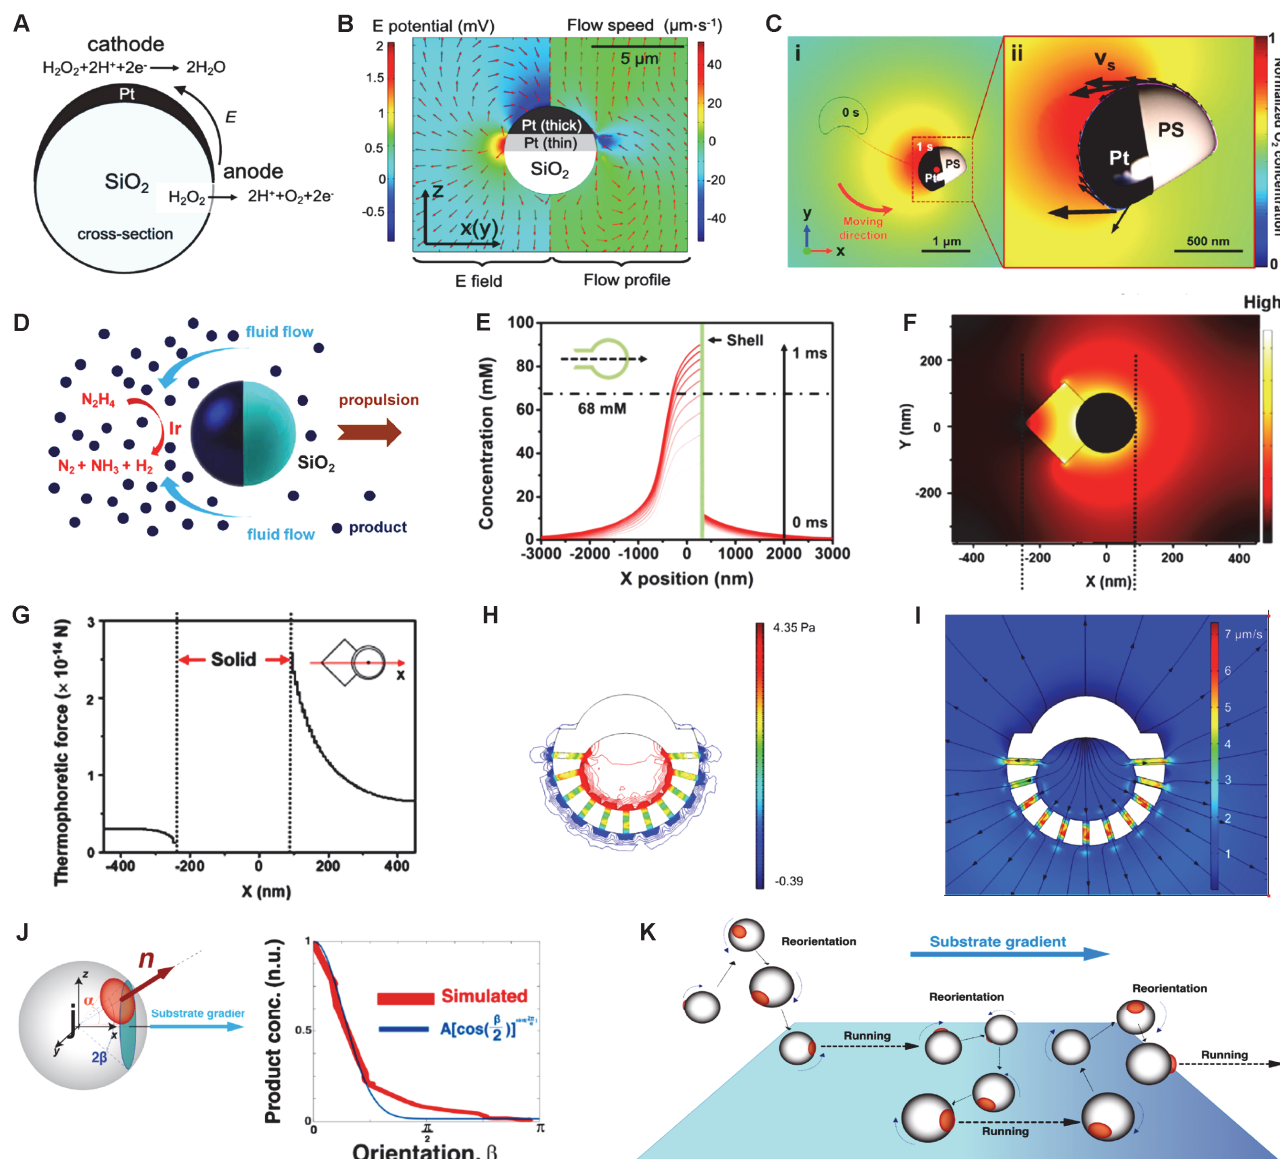 A
cathode
H₂O₂+2H⁺+2e⁻ → 2H₂O
Pt
E
SiO₂
anode
H₂O₂ → 2H⁺+O₂+2e⁻
cross-section
B
E potential (mV)
Flow speed (μm·s⁻¹)
2
1.5
1
0.5
0
-0.5
5 μm
Pt (thick)
Pt (thin)
SiO₂
z
x(y)
40
20
0
-20
-40
E field
Flow profile
C
i
0 s
1 s
Pt
PS
Moving
direction
y
x
1 μm
ii
vₛ
PS
Pt
500 nm
1
Normalized O₂ concentration
0
D
fluid flow
N₂H₄
Ir
N₂ + NH₃ + H₂
SiO₂
propulsion
fluid flow
product
E
Concentration (mM)
100
80
60
40
20
0
Shell
1 ms
68 mM
0 ms
-3000 -2000 -1000 0 1000 2000 3000
X position (nm)
F
High
Y (nm)
200
0
-200
-400 -200 0 200 400
X (nm)
G
Thermophoretic force (× 10⁻¹⁴ N)
3
2
1
0
Solid
x
-400 -200 0 200 400
X (nm)
H
4.35 Pa
-0.39
I
7 μm/s
6
5
4
3
2
1
J
n
z
α
j
x
y
2β
Substrate gradier
Product conc. (n.u.)
1
0.5
0
Simulated
0 π/2 π
Orientation, β
K
Reorientation
Substrate gradient
Running
Reorientation
Running
Reorientation
Running